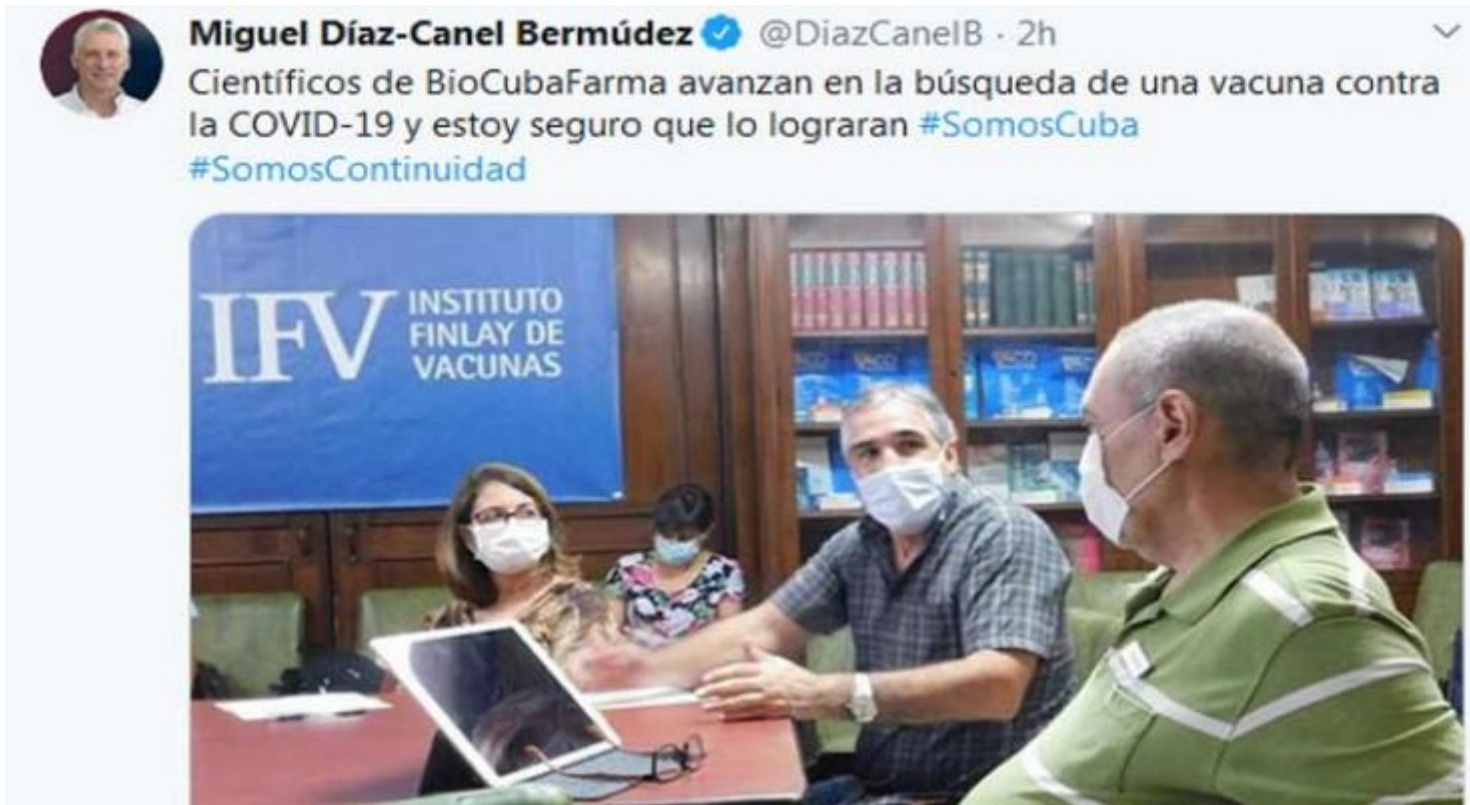 Miguel Díaz-Canel Bermúdez @DiazCanelB · 2h
Científicos de BioCubaFarma avanzan en la búsqueda de una vacuna contra
la COVID-19 y estoy seguro que lo lograran #SomosCuba
#SomosContinuidad
IFV INSTITUTO
FINLAY DE
VACUNAS